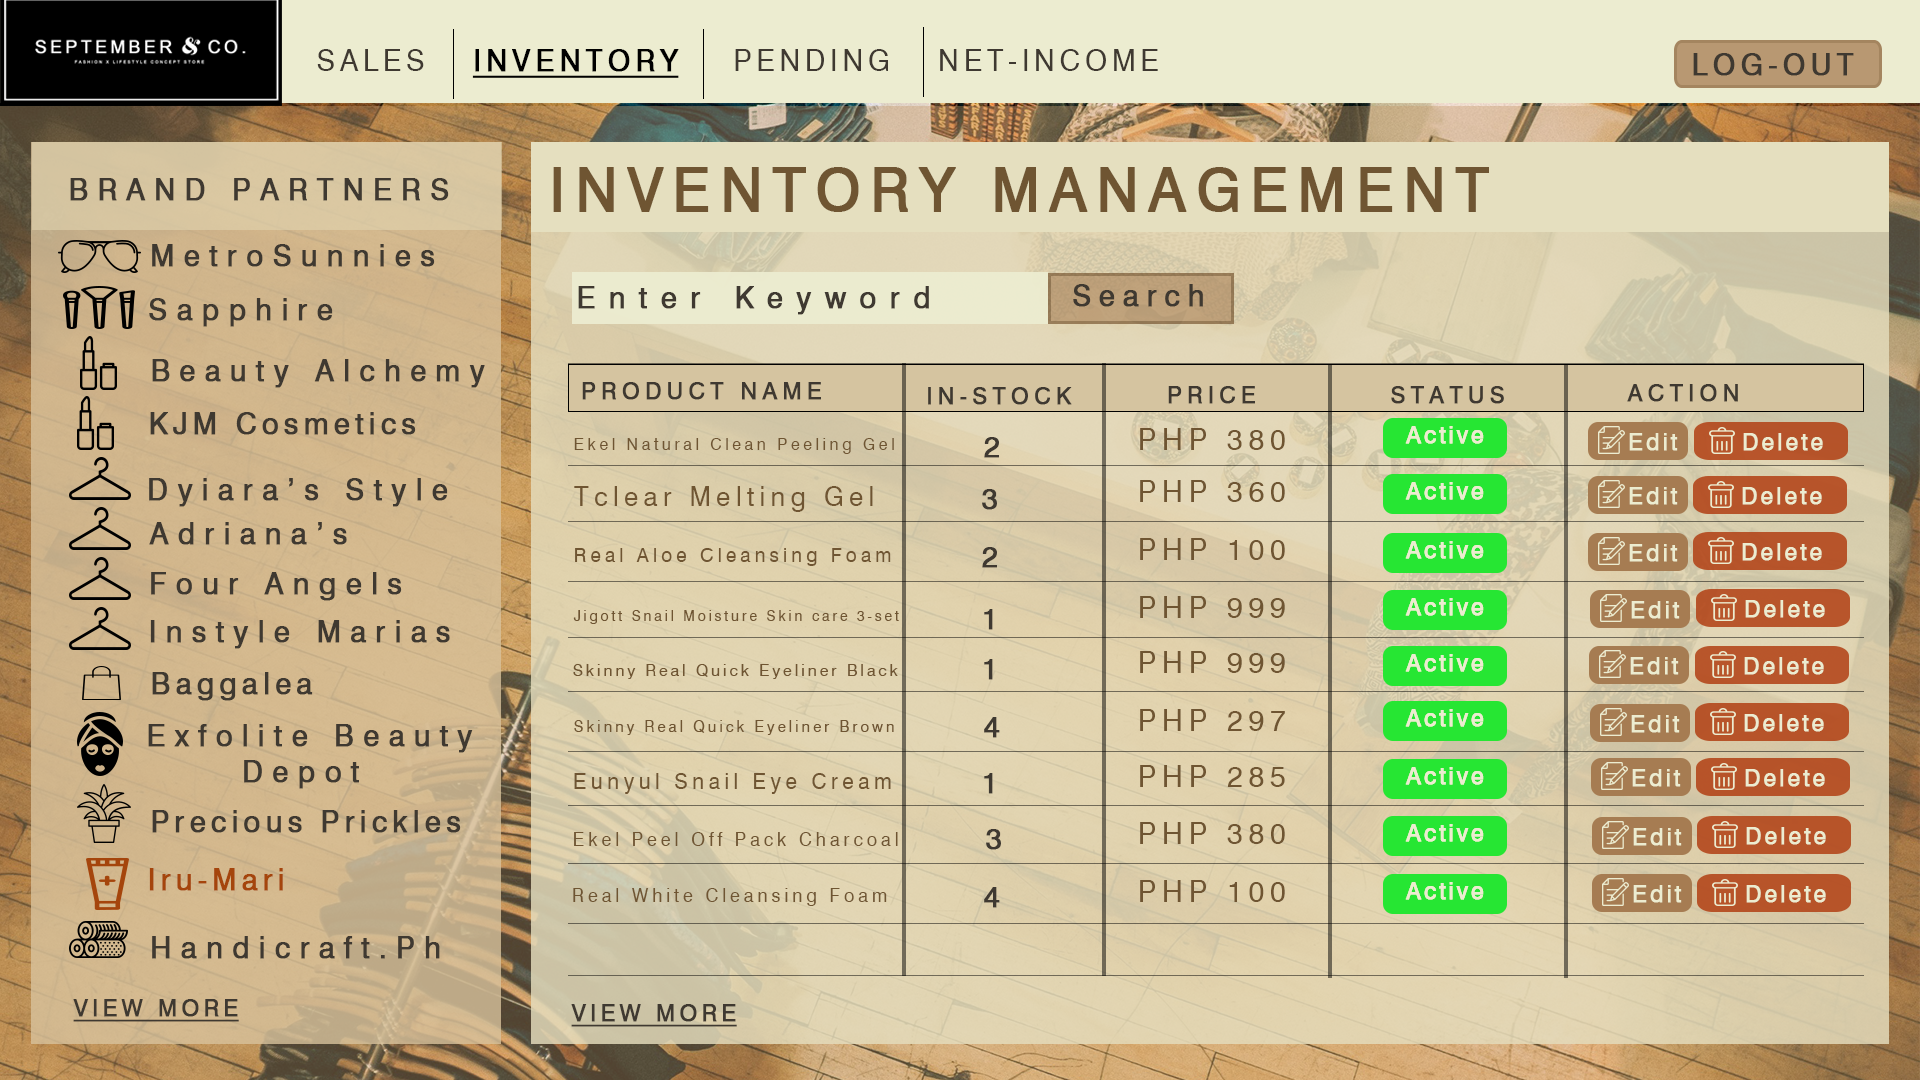 SEPTEMBER & CO.
FASHION X LIFESTYLE CONCEPT STORE
SALES
INVENTORY
PENDING
NET-INCOME
LOG-OUT
BRAND PARTNERS
MetroSunnies
Sapphire
Beauty Alchemy
KJM Cosmetics
Dyiara’s Style
Adriana’s
Four Angels
Instyle Marias
Baggalea
Exfolite Beauty
Depot
Precious Prickles
Iru-Mari
Handicraft.Ph
VIEW MORE
INVENTORY MANAGEMENT
Enter Keyword
Search
PRODUCT NAME IN-STOCK PRICE STATUS ACTION
Ekel Natural Clean Peeling Gel 2 PHP 380 Active Edit Delete
Tclear Melting Gel 3 PHP 360 Active Edit Delete
Real Aloe Cleansing Foam 2 PHP 100 Active Edit Delete
Jigott Snail Moisture Skin care 3-set 1 PHP 999 Active Edit Delete
Skinny Real Quick Eyeliner Black 1 PHP 999 Active Edit Delete
Skinny Real Quick Eyeliner Brown 4 PHP 297 Active Edit Delete
Eunyul Snail Eye Cream 1 PHP 285 Active Edit Delete
Ekel Peel Off Pack Charcoal 3 PHP 380 Active Edit Delete
Real White Cleansing Foam 4 PHP 100 Active Edit Delete
VIEW MORE